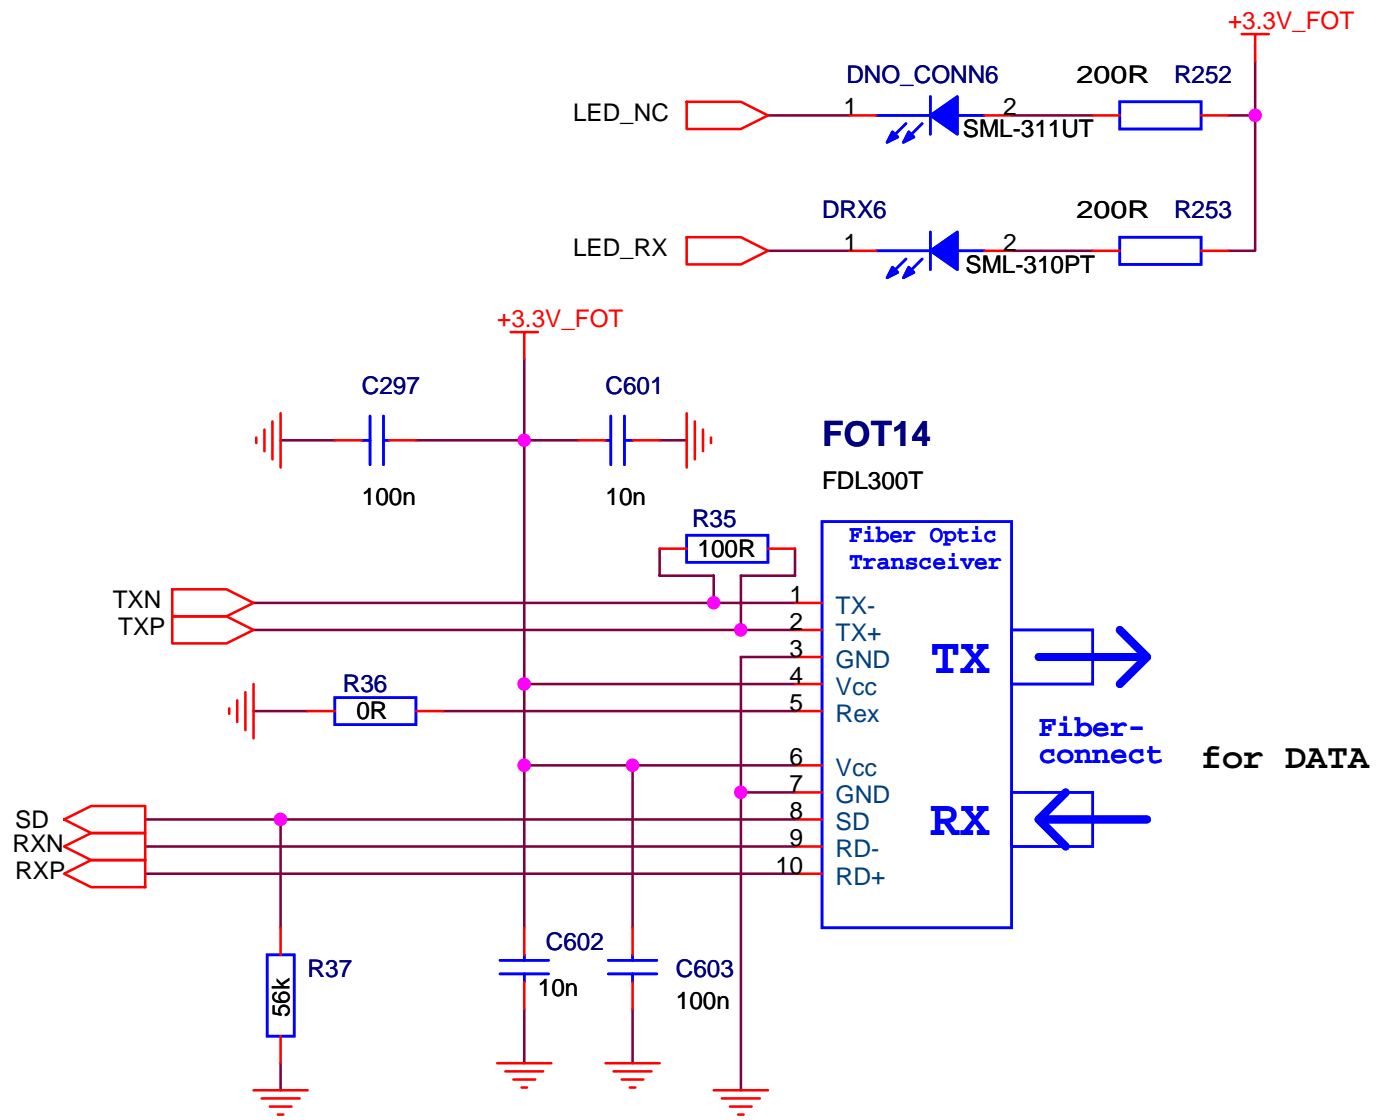 +3.3V_FOT
DNO_CONN6
200R R252
LED_NC
1
2
SML-311UT
DRX6
200R R253
LED_RX
1
2
SML-310PT
+3.3V_FOT
C297
C601
100n
10n
FOT14
FDL300T
R35
100R
Fiber Optic
Transceiver
TXN
1
TX-
TXP
2
TX+
3
GND
TX
R36
4
Vcc
0R
5
Rex
Fiber-
connect
for DATA
6
Vcc
7
GND
SD
8
SD
RX
RXN
9
RD-
RXP
10
RD+
C602
10n
C603
100n
R37
56k